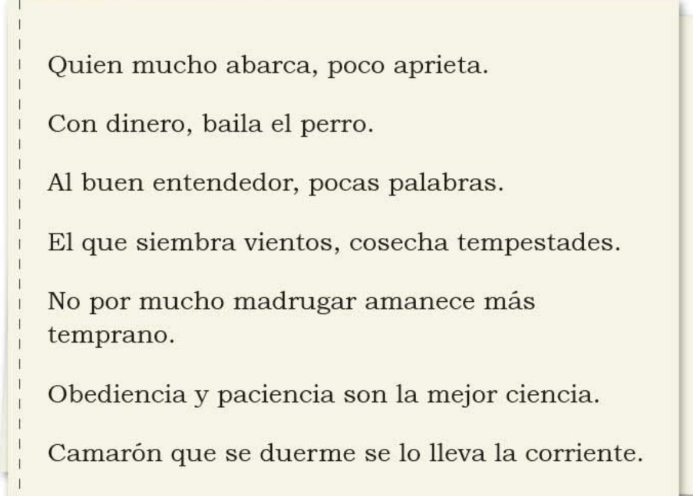 Quien mucho abarca, poco aprieta.
Con dinero, baila el perro.
Al buen entendedor, pocas palabras.
El que siembra vientos, cosecha tempestades.
No por mucho madrugar amanece más
temprano.
Obediencia y paciencia son la mejor ciencia.
Camarón que se duerme se lo lleva la corriente.